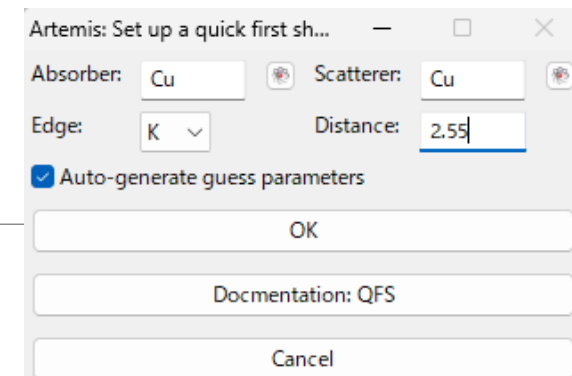 Artemis: Set up a quick first sh...
Absorber: Cu Scatterer: Cu
Edge: K Distance: 2.55
Auto-generate guess parameters
OK
Docmentation: QFS
Cancel